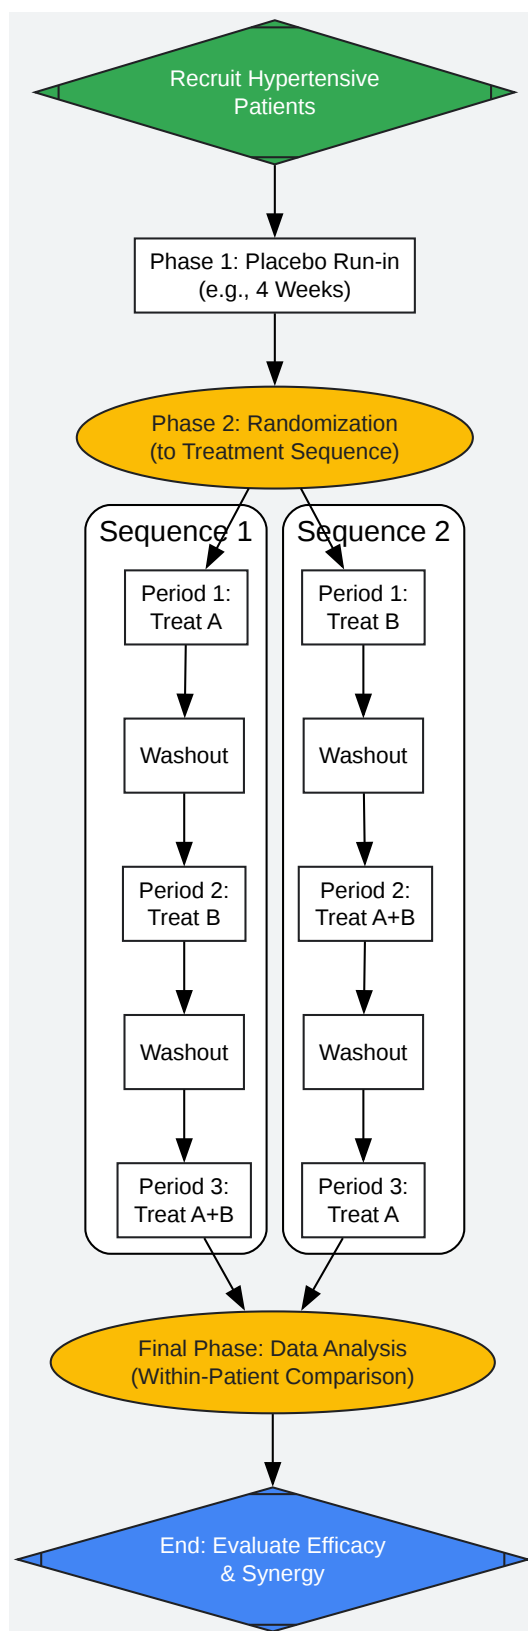 Recruit Hypertensive
Patients
Phase 1: Placebo Run-in
(e.g., 4 Weeks)
Phase 2: Randomization
(to Treatment Sequence)
Sequence 1
Period 1:
Treat A
Washout
Period 2:
Treat B
Washout
Period 3:
Treat A+B
Sequence 2
Period 1:
Treat B
Washout
Period 2:
Treat A+B
Washout
Period 3:
Treat A
Final Phase: Data Analysis
(Within-Patient Comparison)
End: Evaluate Efficacy
& Synergy